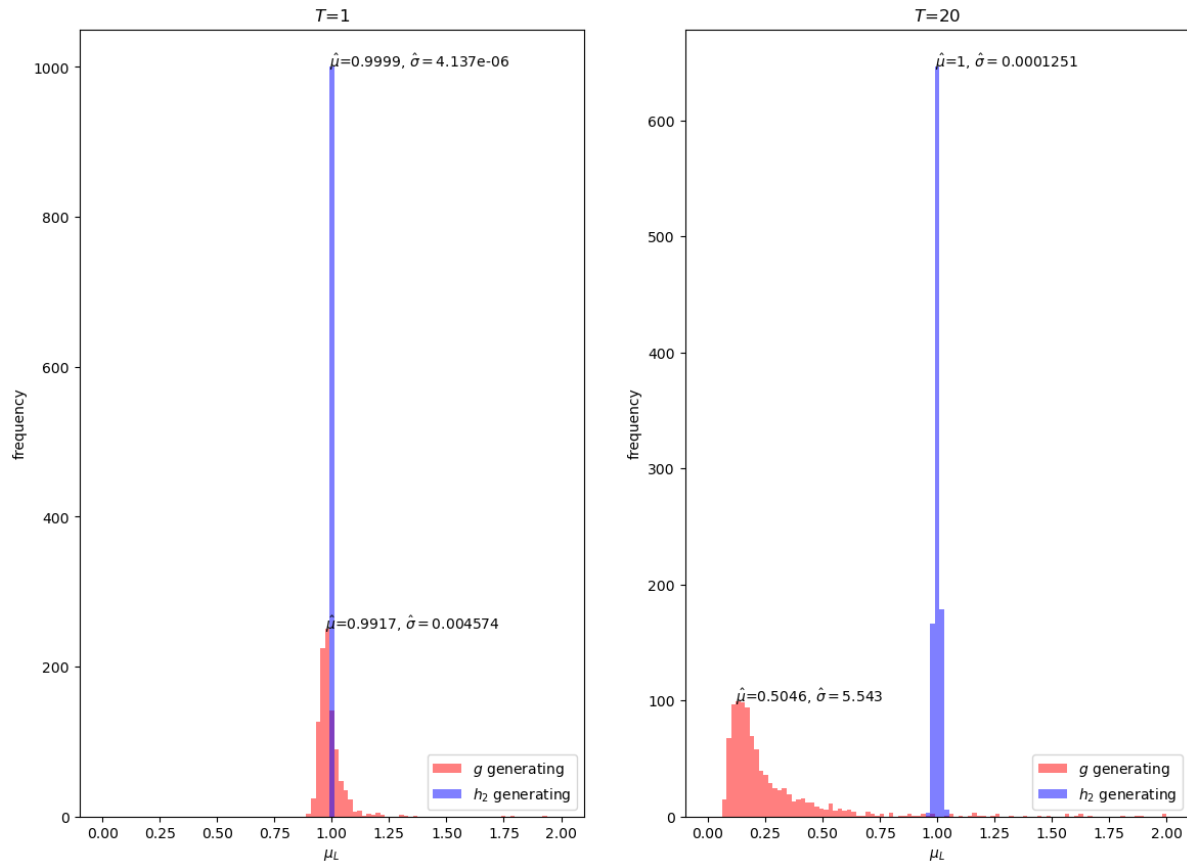 T=1
μ̂=0.9999, σ̂ = 4.137e-06
μ̂=0.9917, σ̂ = 0.004574
frequency
1000
800
600
400
200
0
0.00 0.25 0.50 0.75 1.00 1.25 1.50 1.75 2.00
μ_L
g generating
h₂ generating
T=20
μ̂=1, σ̂ = 0.0001251
μ̂=0.5046, σ̂ = 5.543
frequency
600
500
400
300
200
100
0
0.00 0.25 0.50 0.75 1.00 1.25 1.50 1.75 2.00
μ_L
g generating
h₂ generating